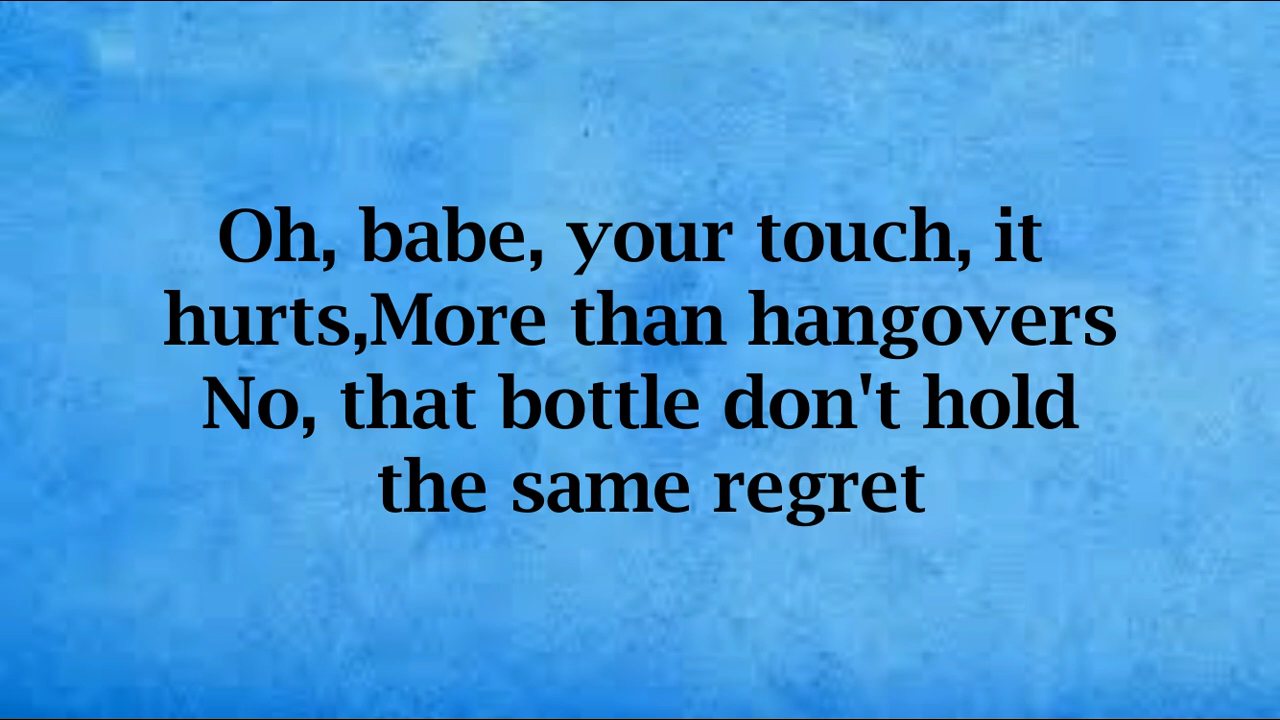 Oh, babe, your touch, it
hurts,More than hangovers
No, that bottle don't hold
the same regret